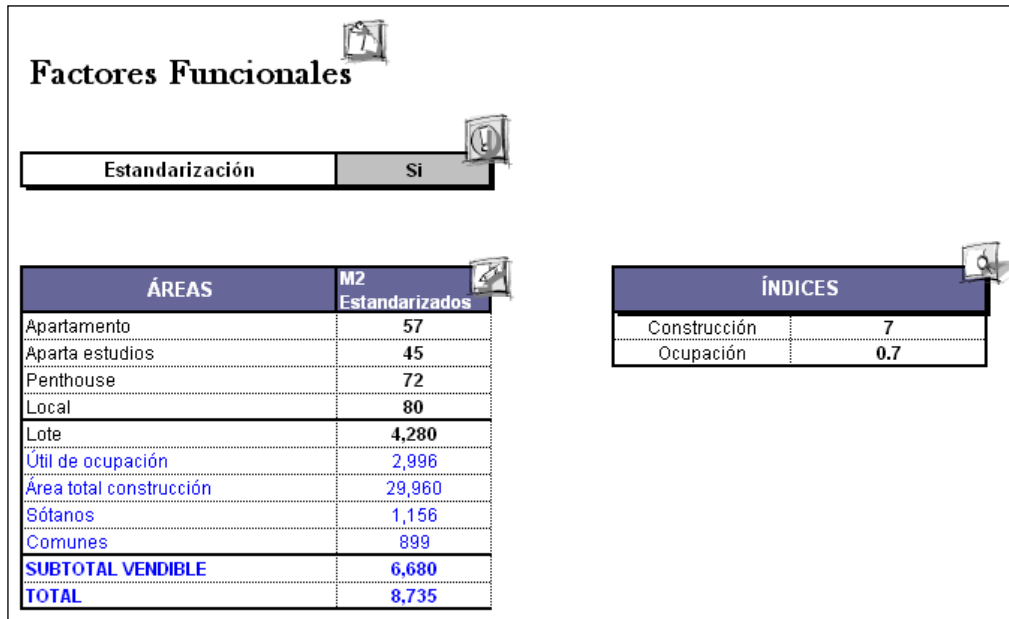 Factores Funcionales
Estandarización Si
ÁREAS M2 Estandarizados
Apartamento 57
Aparta estudios 45
Penthouse 72
Local 80
Lote 4,280
Útil de ocupación 2,996
Área total construcción 29,960
Sótanos 1,156
Comunes 899
SUBTOTAL VENDIBLE 6,680
TOTAL 8,735
ÍNDICES
Construcción 7
Ocupación 0.7